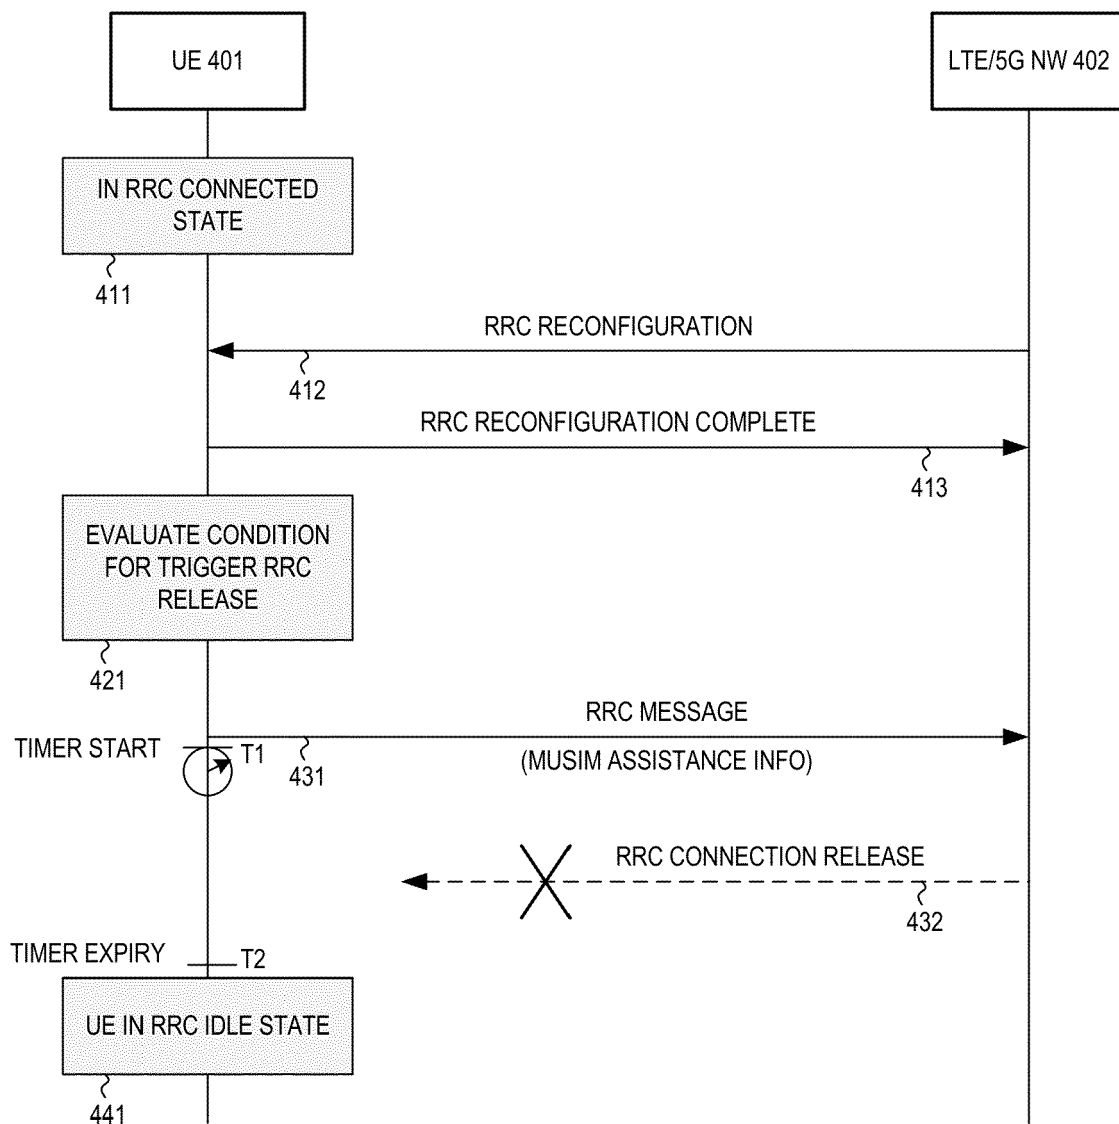 UE 401
LTE/5G NW 402
IN RRC CONNECTED
STATE
411
RRC RECONFIGURATION
412
RRC RECONFIGURATION COMPLETE
413
EVALUATE CONDITION
FOR TRIGGER RRC
RELEASE
421
RRC MESSAGE
TIMER START
T1
431
(MUSIM ASSISTANCE INFO)
RRC CONNECTION RELEASE
432
TIMER EXPIRY
T2
UE IN RRC IDLE STATE
441